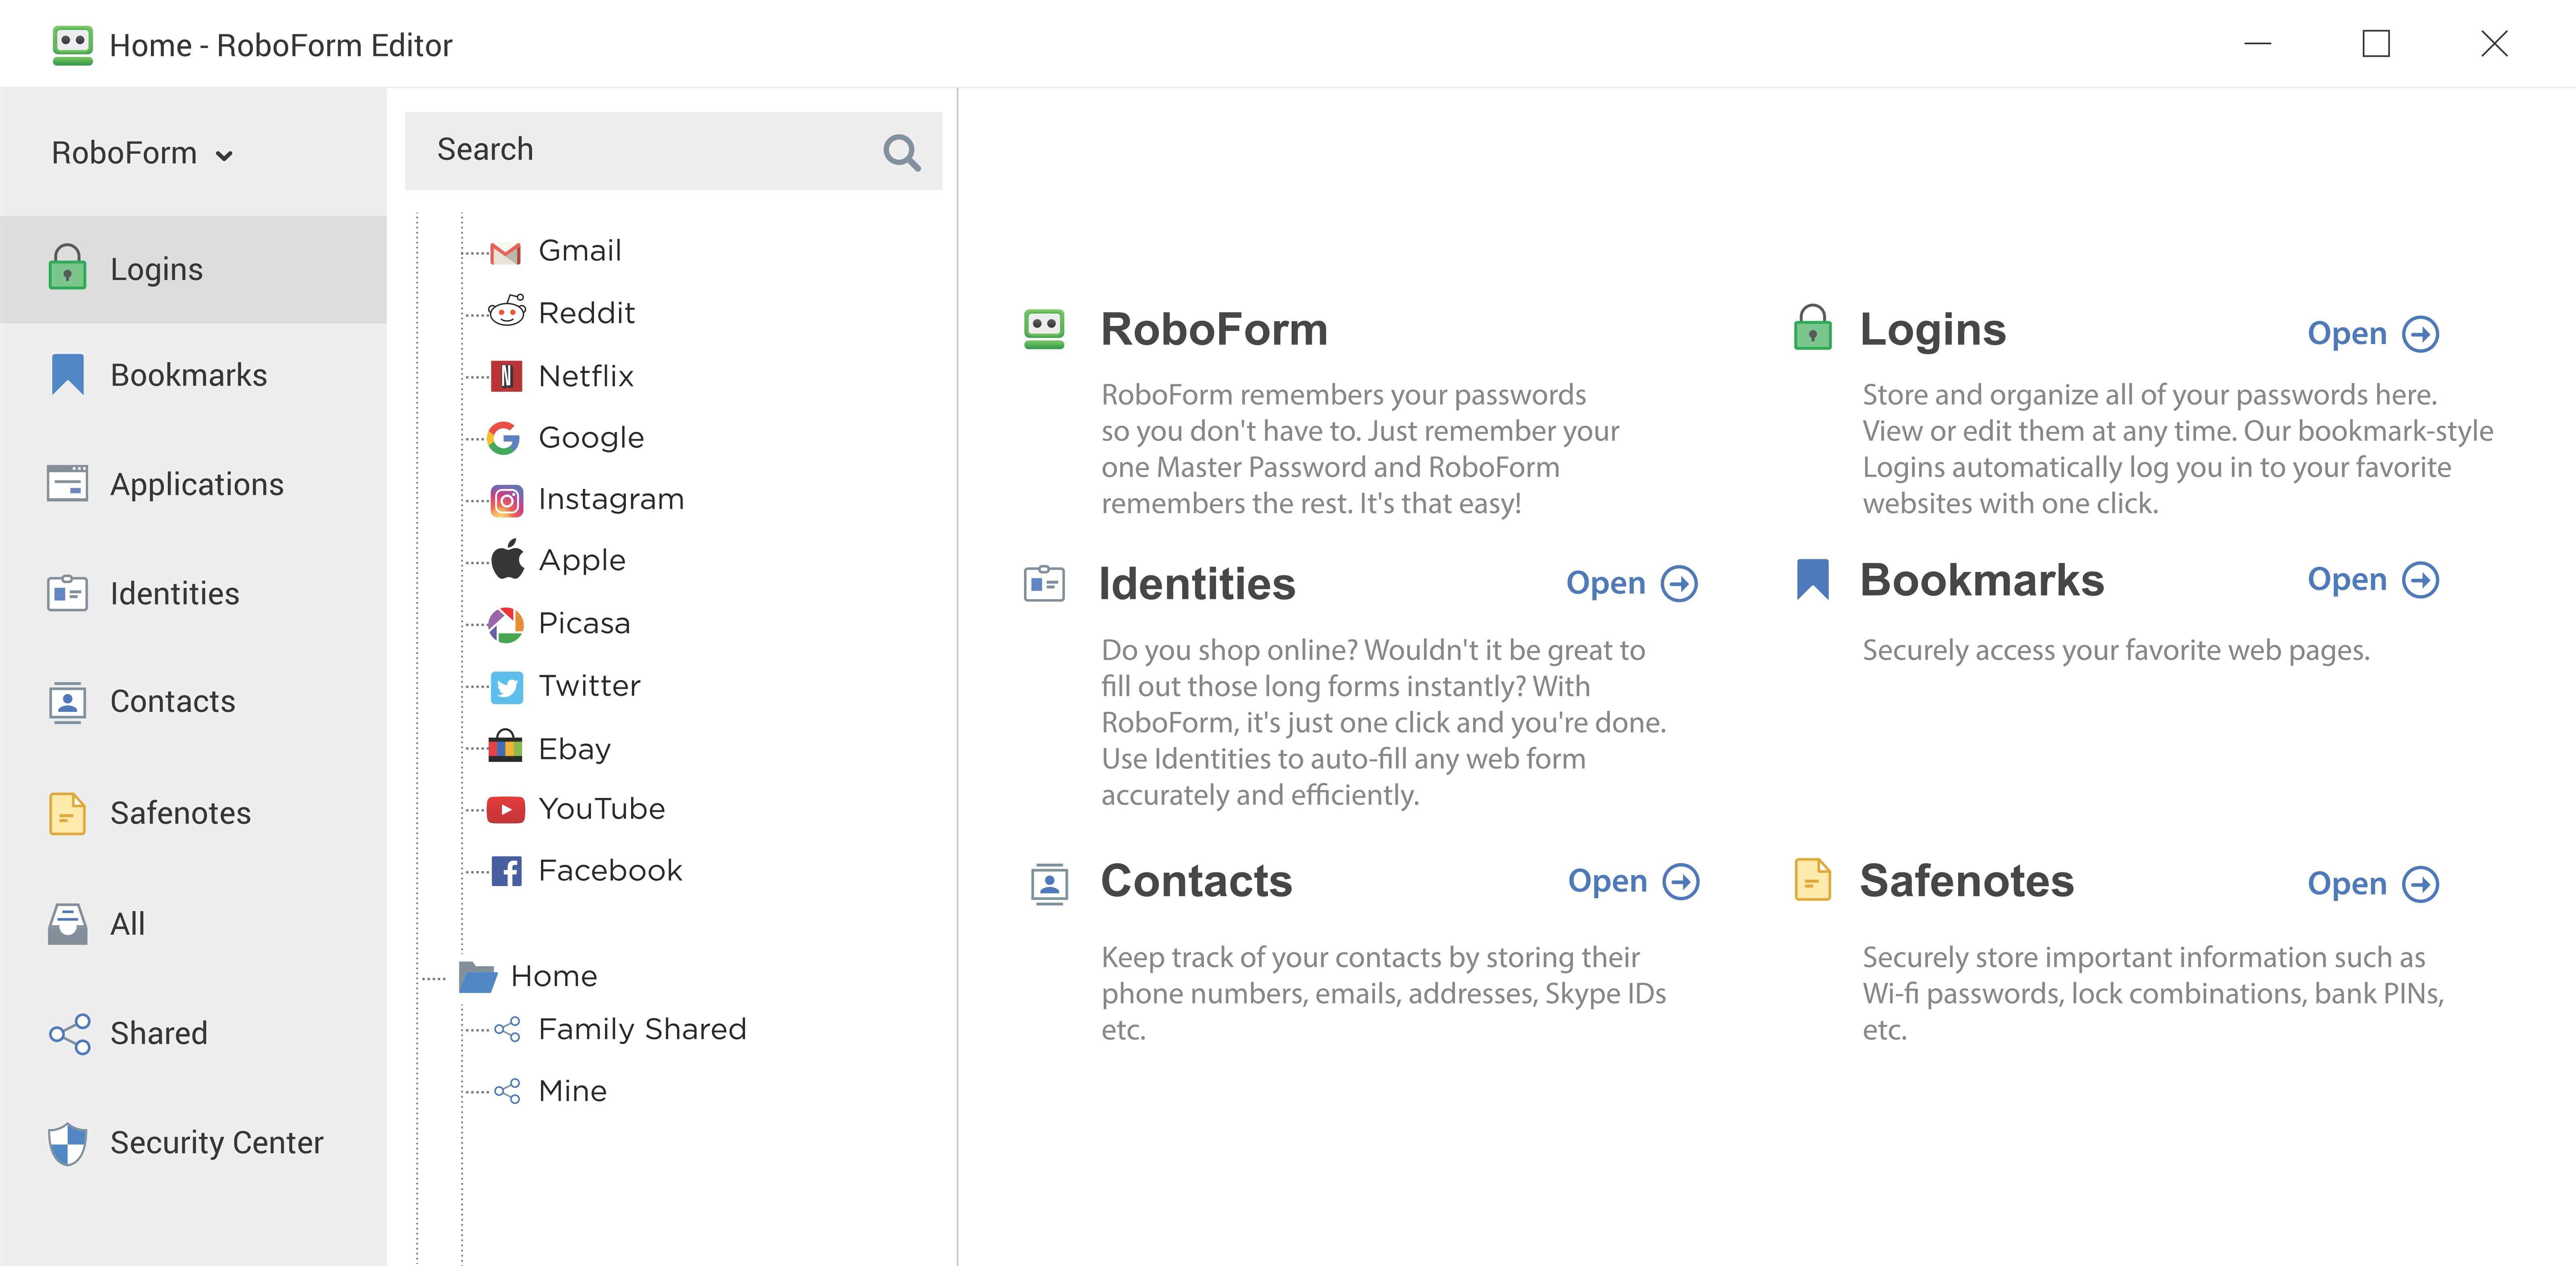 Home - RoboForm Editor
RoboForm
Logins
Bookmarks
Applications
Identities
Contacts
Safenotes
All
Shared
Security Center
Search
Gmail
Reddit
Netflix
Google
Instagram
Apple
Picasa
Twitter
Ebay
YouTube
Facebook
Home
Family Shared
Mine
RoboForm
RoboForm remembers your passwords
so you don't have to. Just remember your
one Master Password and RoboForm
remembers the rest. It's that easy!
Logins
Open
Store and organize all of your passwords here.
View or edit them at any time. Our bookmark-style
Logins automatically log you in to your favorite
websites with one click.
Identities
Open
Do you shop online? Wouldn't it be great to
fill out those long forms instantly? With
RoboForm, it's just one click and you're done.
Use Identities to auto-fill any web form
accurately and efficiently.
Bookmarks
Open
Securely access your favorite web pages.
Contacts
Open
Keep track of your contacts by storing their
phone numbers, emails, addresses, Skype IDs
etc.
Safenotes
Open
Securely store important information such as
Wi-fi passwords, lock combinations, bank PINs,
etc.